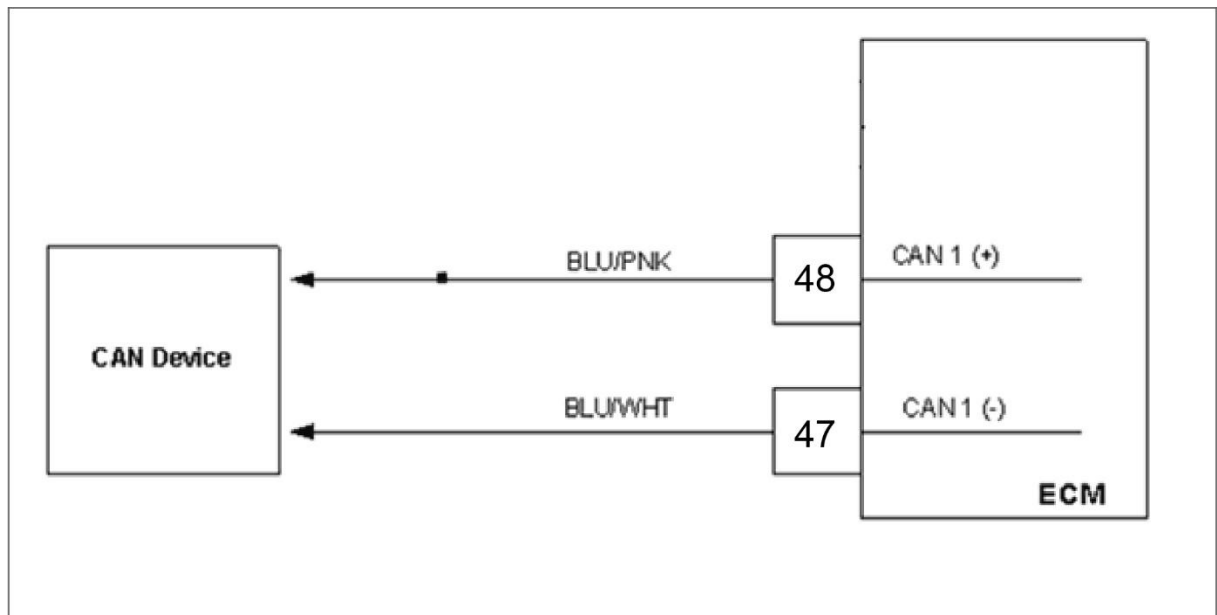 BLU/PNK
48
CAN 1 (+)
CAN Device
BLU/WHT
47
CAN 1 (-)
ECM